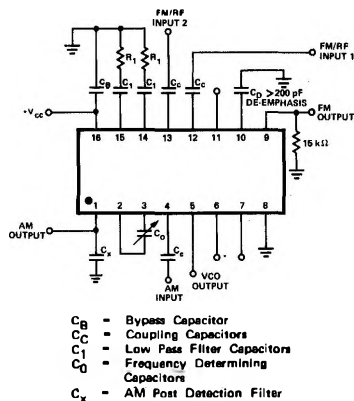 FM/RF
INPUT 2
FM/RF
INPUT 1
R1
R1
CB
C1
C1
Cc
Cc
CD > 200 pF
DE-EMPHASIS
+Vcc
FM
OUTPUT
16
15
14
13
12
11
10
9
15 kΩ
1
2
3
4
5
6
7
8
AM
OUTPUT
C0
Cx
Cc
AM
INPUT
VCO
OUTPUT
CB = Bypass Capacitor
CC = Coupling Capacitors
C1 = Low Pass Filter Capacitors
C0 = Frequency Determining
Capacitors
Cx = AM Post Detection Filter